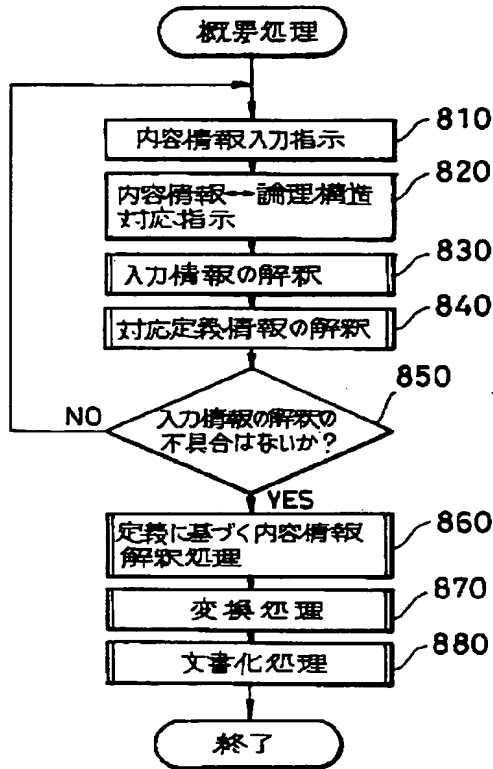 概要処理
810
内容情報入力指示
820
内容情報↔論理構造
対応指示
830
入力情報の解釈
840
対応定義情報の解釈
850
NO
入力情報の解釈の
不具合はないか?
YES
860
定義に基づく内容情報
解釈処理
870
変換処理
880
文書化処理
終了